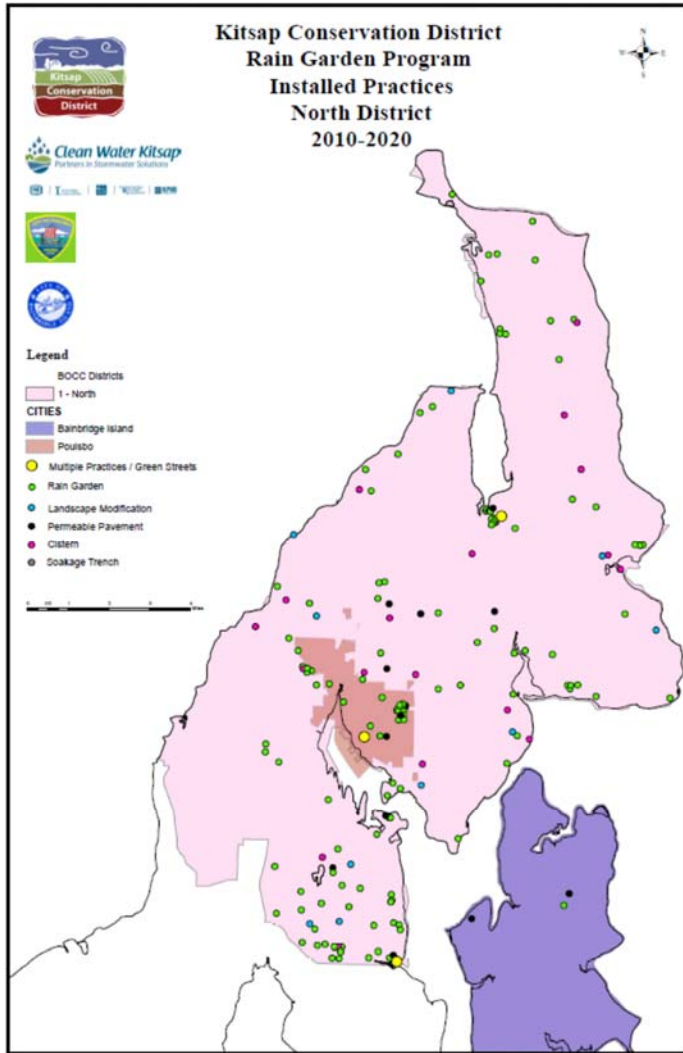 Kitsap Conservation District
Rain Garden Program
Installed Practices
North District
2010-2020
N
W
E
S
Kitsap
Conservation
District
Clean Water Kitsap
Partners in Stormwater Solutions
Legend
BOCC Districts
1 - North
CITIES
Bainbridge Island
Poulsbo
Multiple Practices / Green Streets
Rain Garden
Landscape Modification
Permeable Pavement
Cistern
Soakage Trench